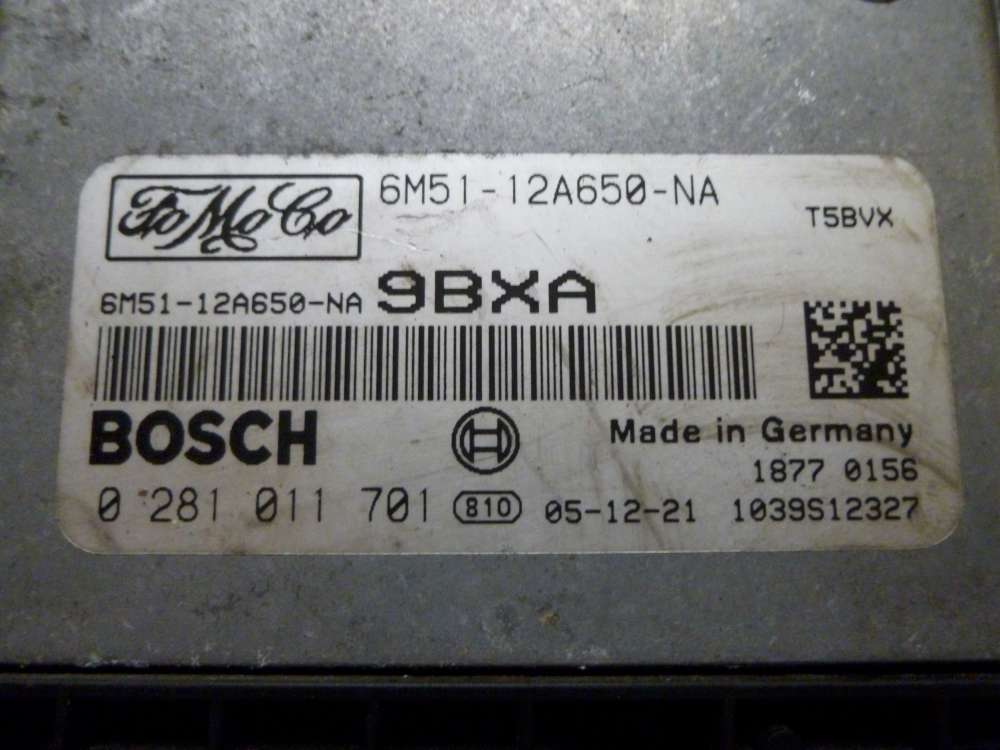 FoMoCo 6M51-12A650-NA
T5BVX
6M51-12A650-NA 9BXA
BOSCH Made in Germany
1877 0156
0 281 011 701 810 05-12-21 1039S12327